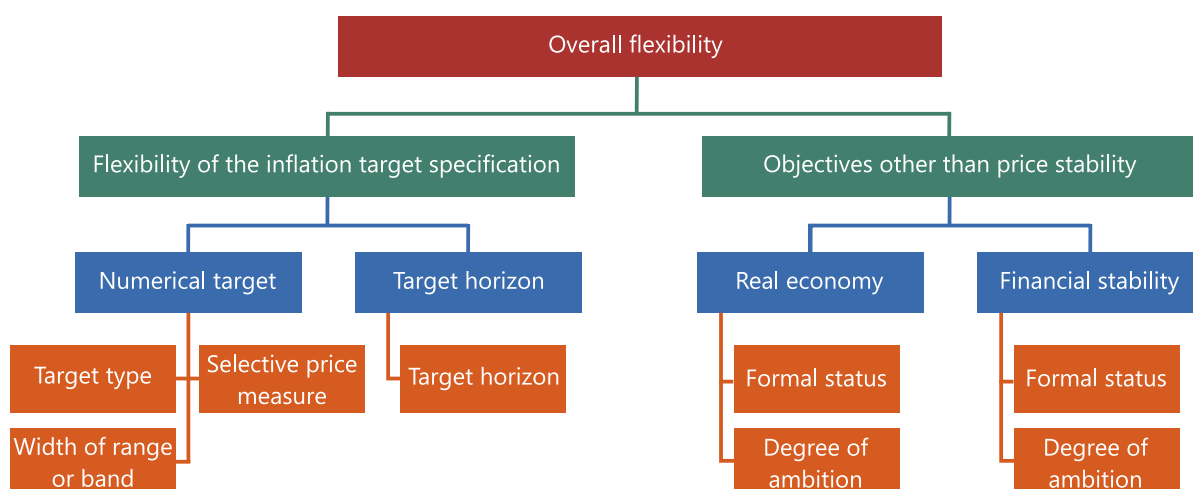 Overall flexibility
Flexibility of the inflation target specification
Objectives other than price stability
Numerical target
Target horizon
Real economy
Financial stability
Target type
Selective price
measure
Target horizon
Formal status
Formal status
Width of range
or band
Degree of
ambition
Degree of
ambition